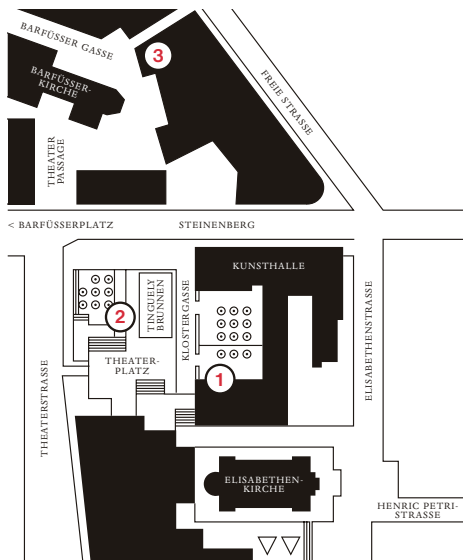 BARFÜSSER GASSE
3
BARFÜSSER-
KIRCHE
FREIE STRASSE
THEATER
PASSAGE
< BARFÜSSERPLATZ
STEINENBERG
KUNSTHALLE
TINGUELY
BRUNNEN
KLOSTERGASSE
2
ELISABETHENSTRASSE
THEATER-
PLATZ
1
THEATERSTRASSE
ELISABETHEN-
KIRCHE
HENRIC PETRI-
STRASSE